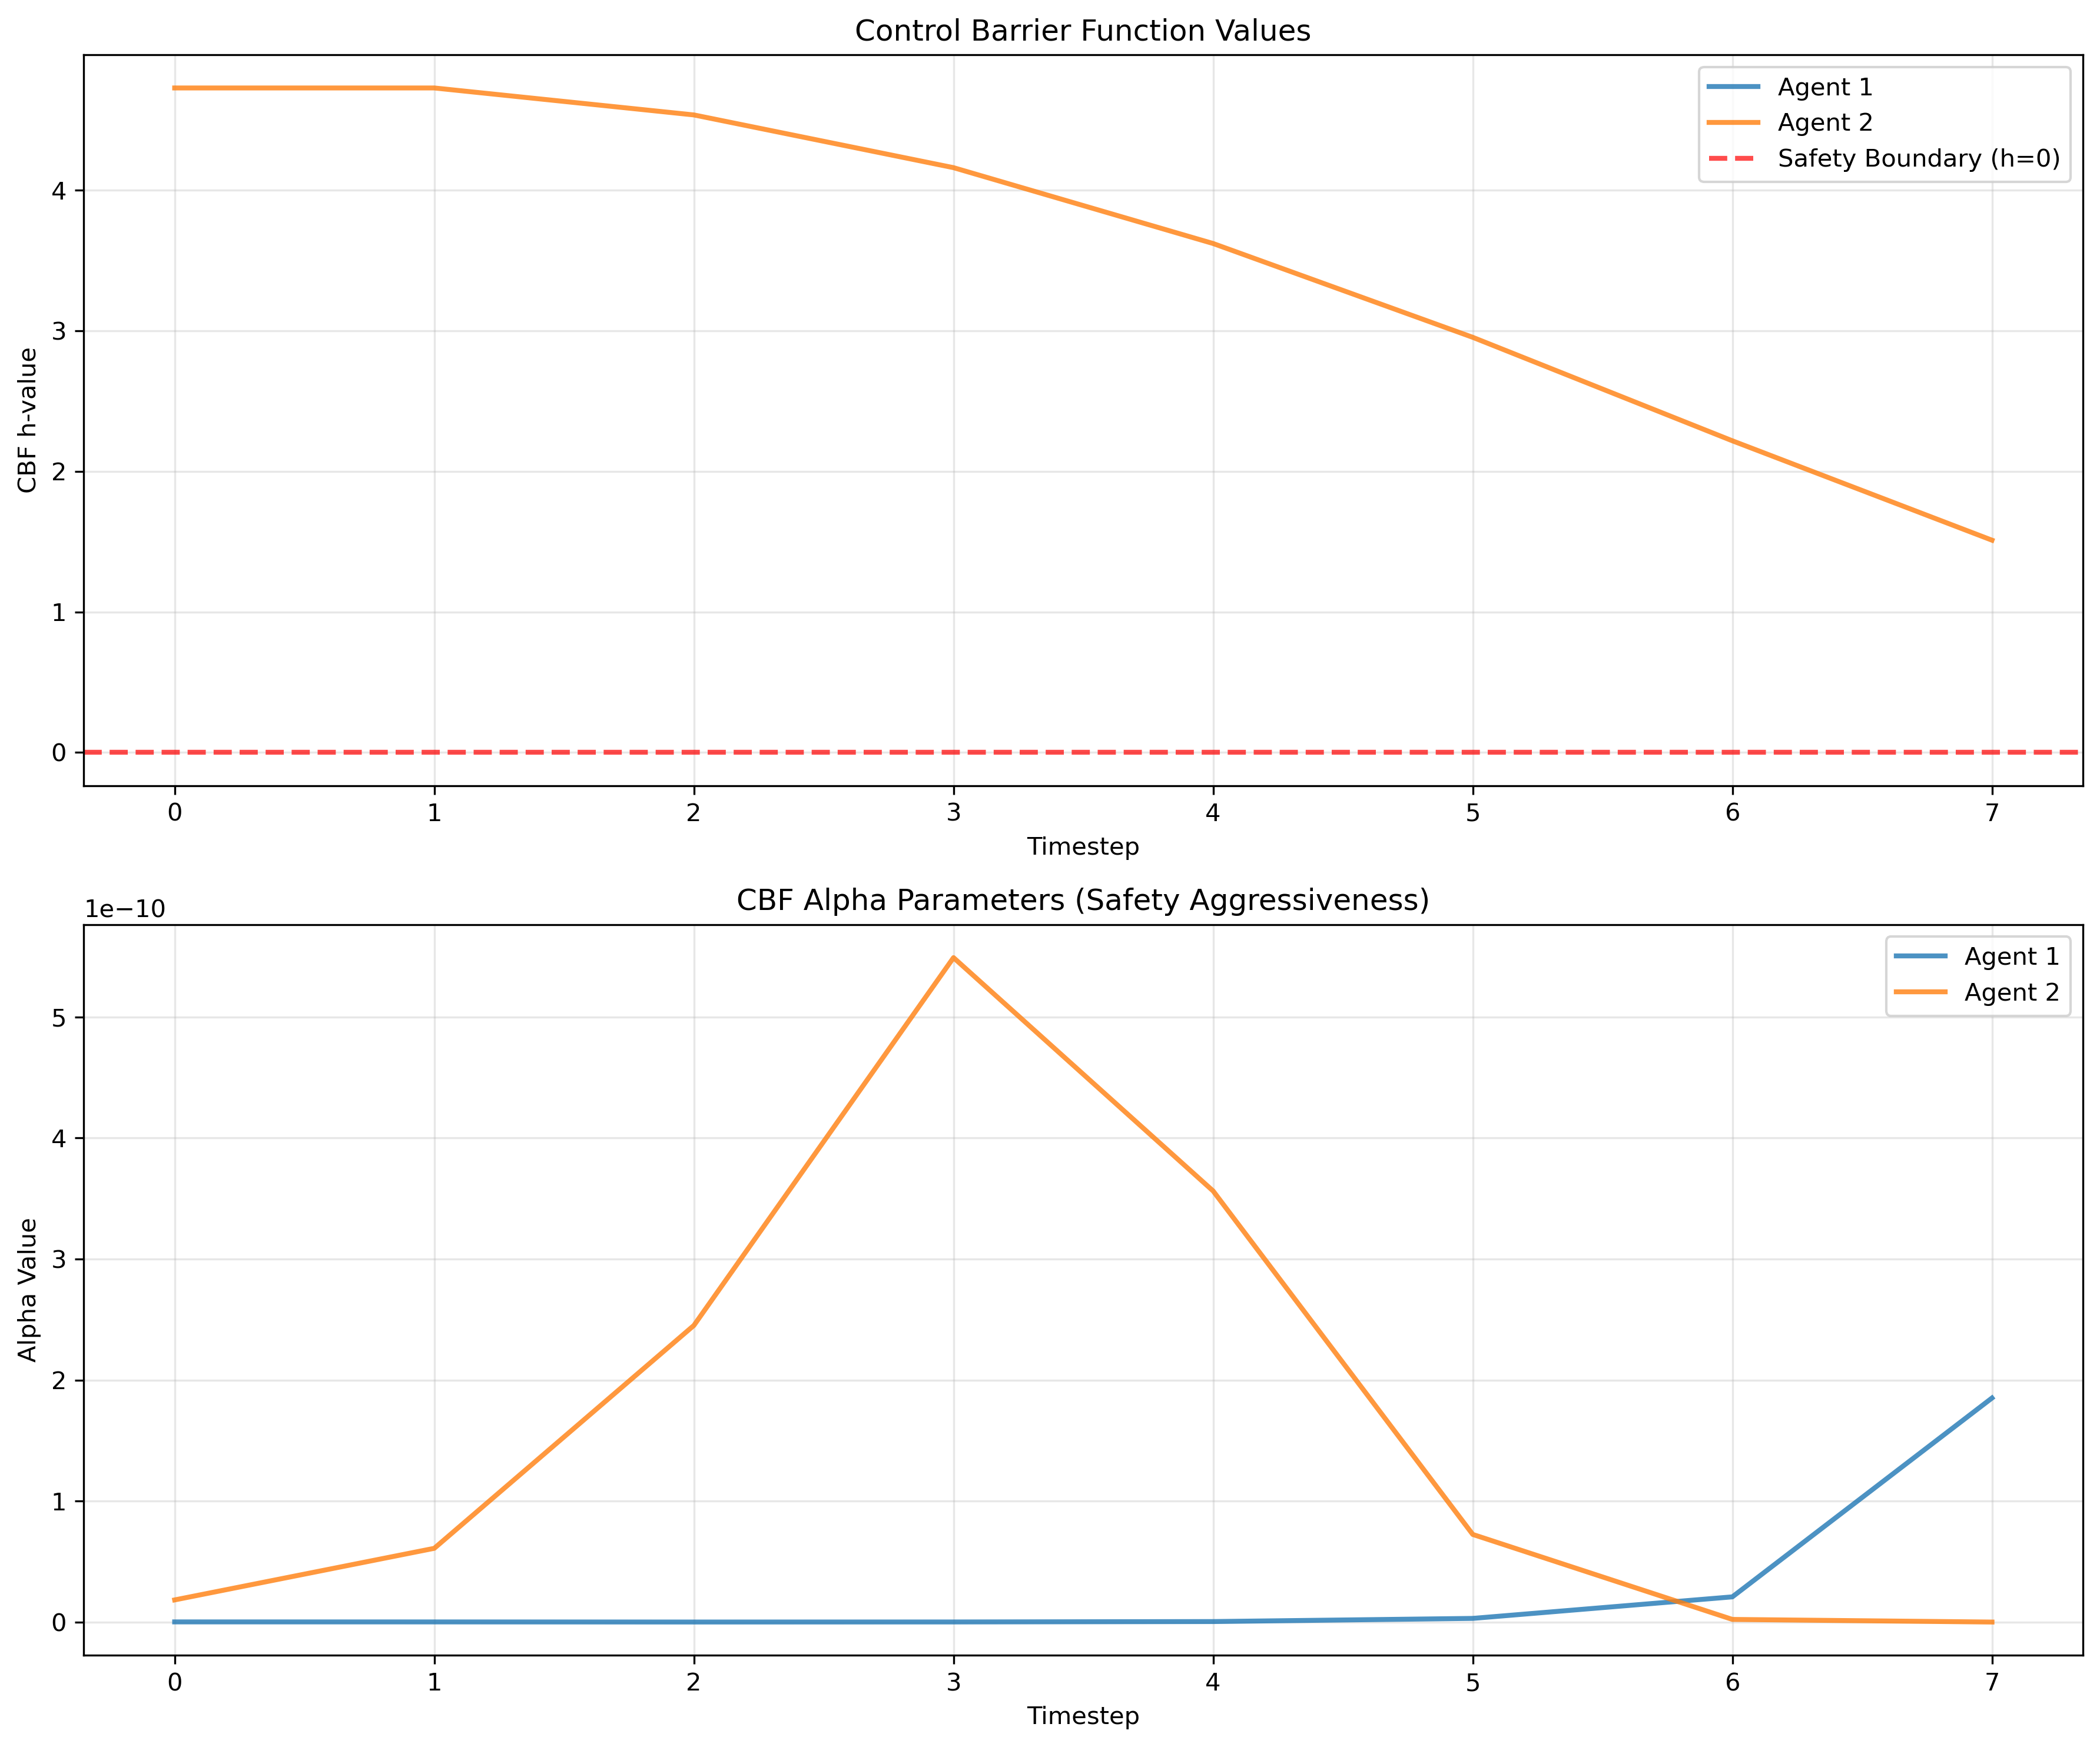 Control Barrier Function Values
Agent 1
Agent 2
Safety Boundary (h=0)
CBF h-value
4
3
2
1
0
0 1 2 3 4 5 6 7
Timestep
CBF Alpha Parameters (Safety Aggressiveness)
1e−10
Agent 1
Agent 2
Alpha Value
5
4
3
2
1
0
0 1 2 3 4 5 6 7
Timestep